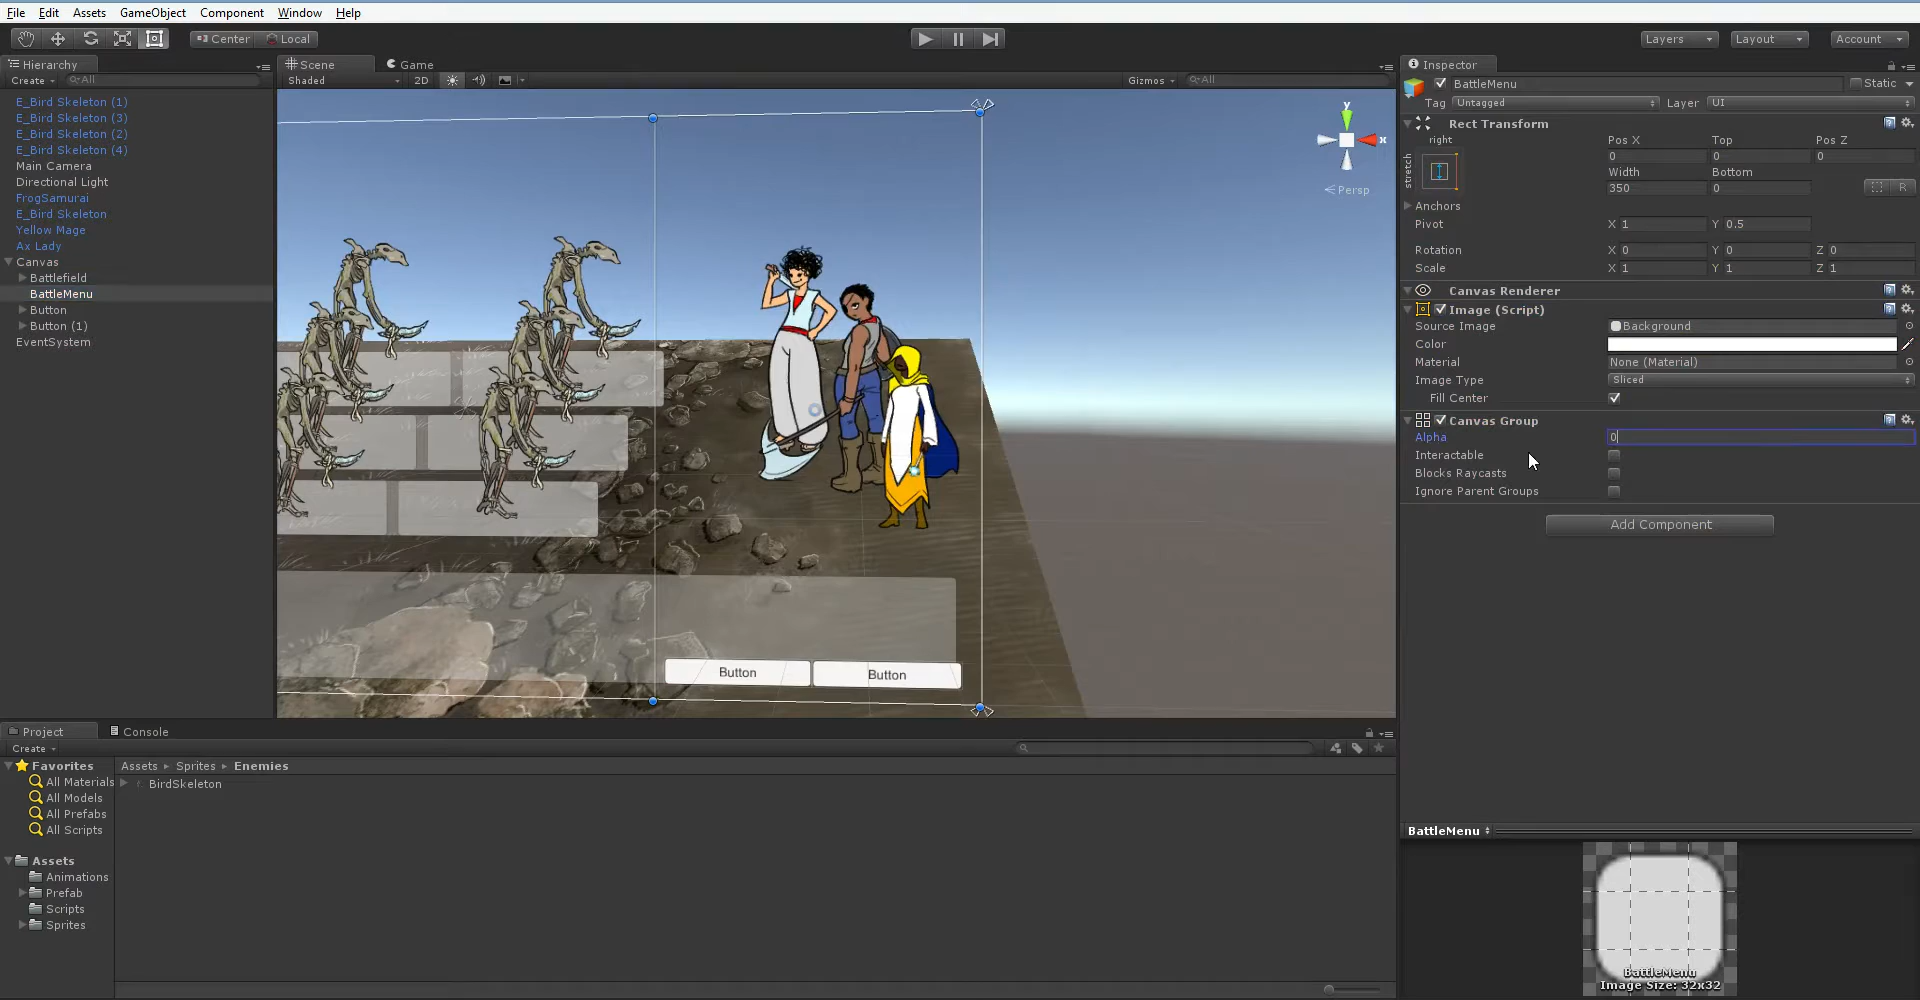 File Edit Assets GameObject Component Window Help
Center Local Layers Layout Account
Hierarchy
Create All
E_Bird Skeleton (1)
E_Bird Skeleton (3)
E_Bird Skeleton (2)
E_Bird Skeleton (4)
Main Camera
Directional Light
FrogSamurai
E_Bird Skeleton
Yellow Mage
Ax Lady
Canvas
Battlefield
BattleMenu
Button
Button (1)
EventSystem
Scene Game
Shaded 2D Gizmos All
y
x
Persp
Button Button
Inspector
BattleMenu Static
Tag Untagged Layer UI
Rect Transform
right Pos X Top Pos Z
stretch
0 0 0
Width Bottom
350 0 R
Anchors
Pivot X 1 Y 0.5
Rotation X 0 Y 0 Z 0
Scale X 1 Y 1 Z 1
Canvas Renderer
Image (Script)
Source Image Background
Color
Material None (Material)
Image Type Sliced
Fill Center
Canvas Group
Alpha 0
Interactable
Blocks Raycasts
Ignore Parent Groups
Add Component
Project Console
Create
Favorites
All Materials
All Models
All Prefabs
All Scripts
Assets
Animations
Prefab
Scripts
Sprites
Assets Sprites Enemies
BirdSkeleton
BattleMenu
BattleMenu
Image Size: 32x32